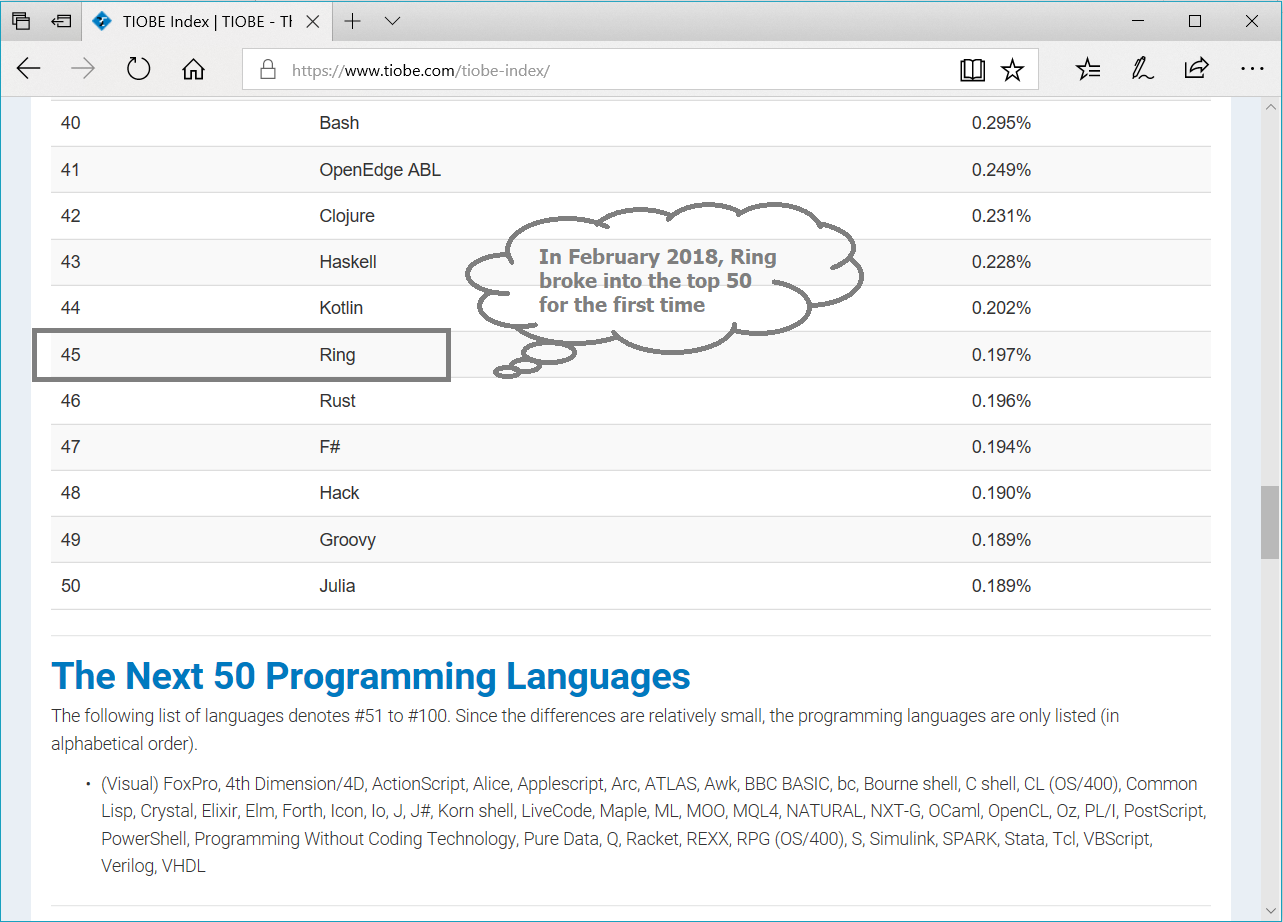 TIOBE Index | TIOBE - Th
https://www.tiobe.com/tiobe-index/
40 Bash 0.295%
41 OpenEdge ABL 0.249%
42 Clojure 0.231%
43 Haskell 0.228%
44 Kotlin 0.202%
45 Ring 0.197%
46 Rust 0.196%
47 F# 0.194%
48 Hack 0.190%
49 Groovy 0.189%
50 Julia 0.189%
In February 2018, Ring
broke into the top 50
for the first time
The Next 50 Programming Languages
The following list of languages denotes #51 to #100. Since the differences are relatively small, the programming languages are only listed (in
alphabetical order).
• (Visual) FoxPro, 4th Dimension/4D, ActionScript, Alice, Applescript, Arc, ATLAS, Awk, BBC BASIC, bc, Bourne shell, C shell, CL (OS/400), Common
Lisp, Crystal, Elixir, Elm, Forth, Icon, Io, J, J#, Korn shell, LiveCode, Maple, ML, MOO, MQL4, NATURAL, NXT-G, OCaml, OpenCL, Oz, PL/I, PostScript,
PowerShell, Programming Without Coding Technology, Pure Data, Q, Racket, REXX, RPG (OS/400), S, Simulink, SPARK, Stata, Tcl, VBScript,
Verilog, VHDL